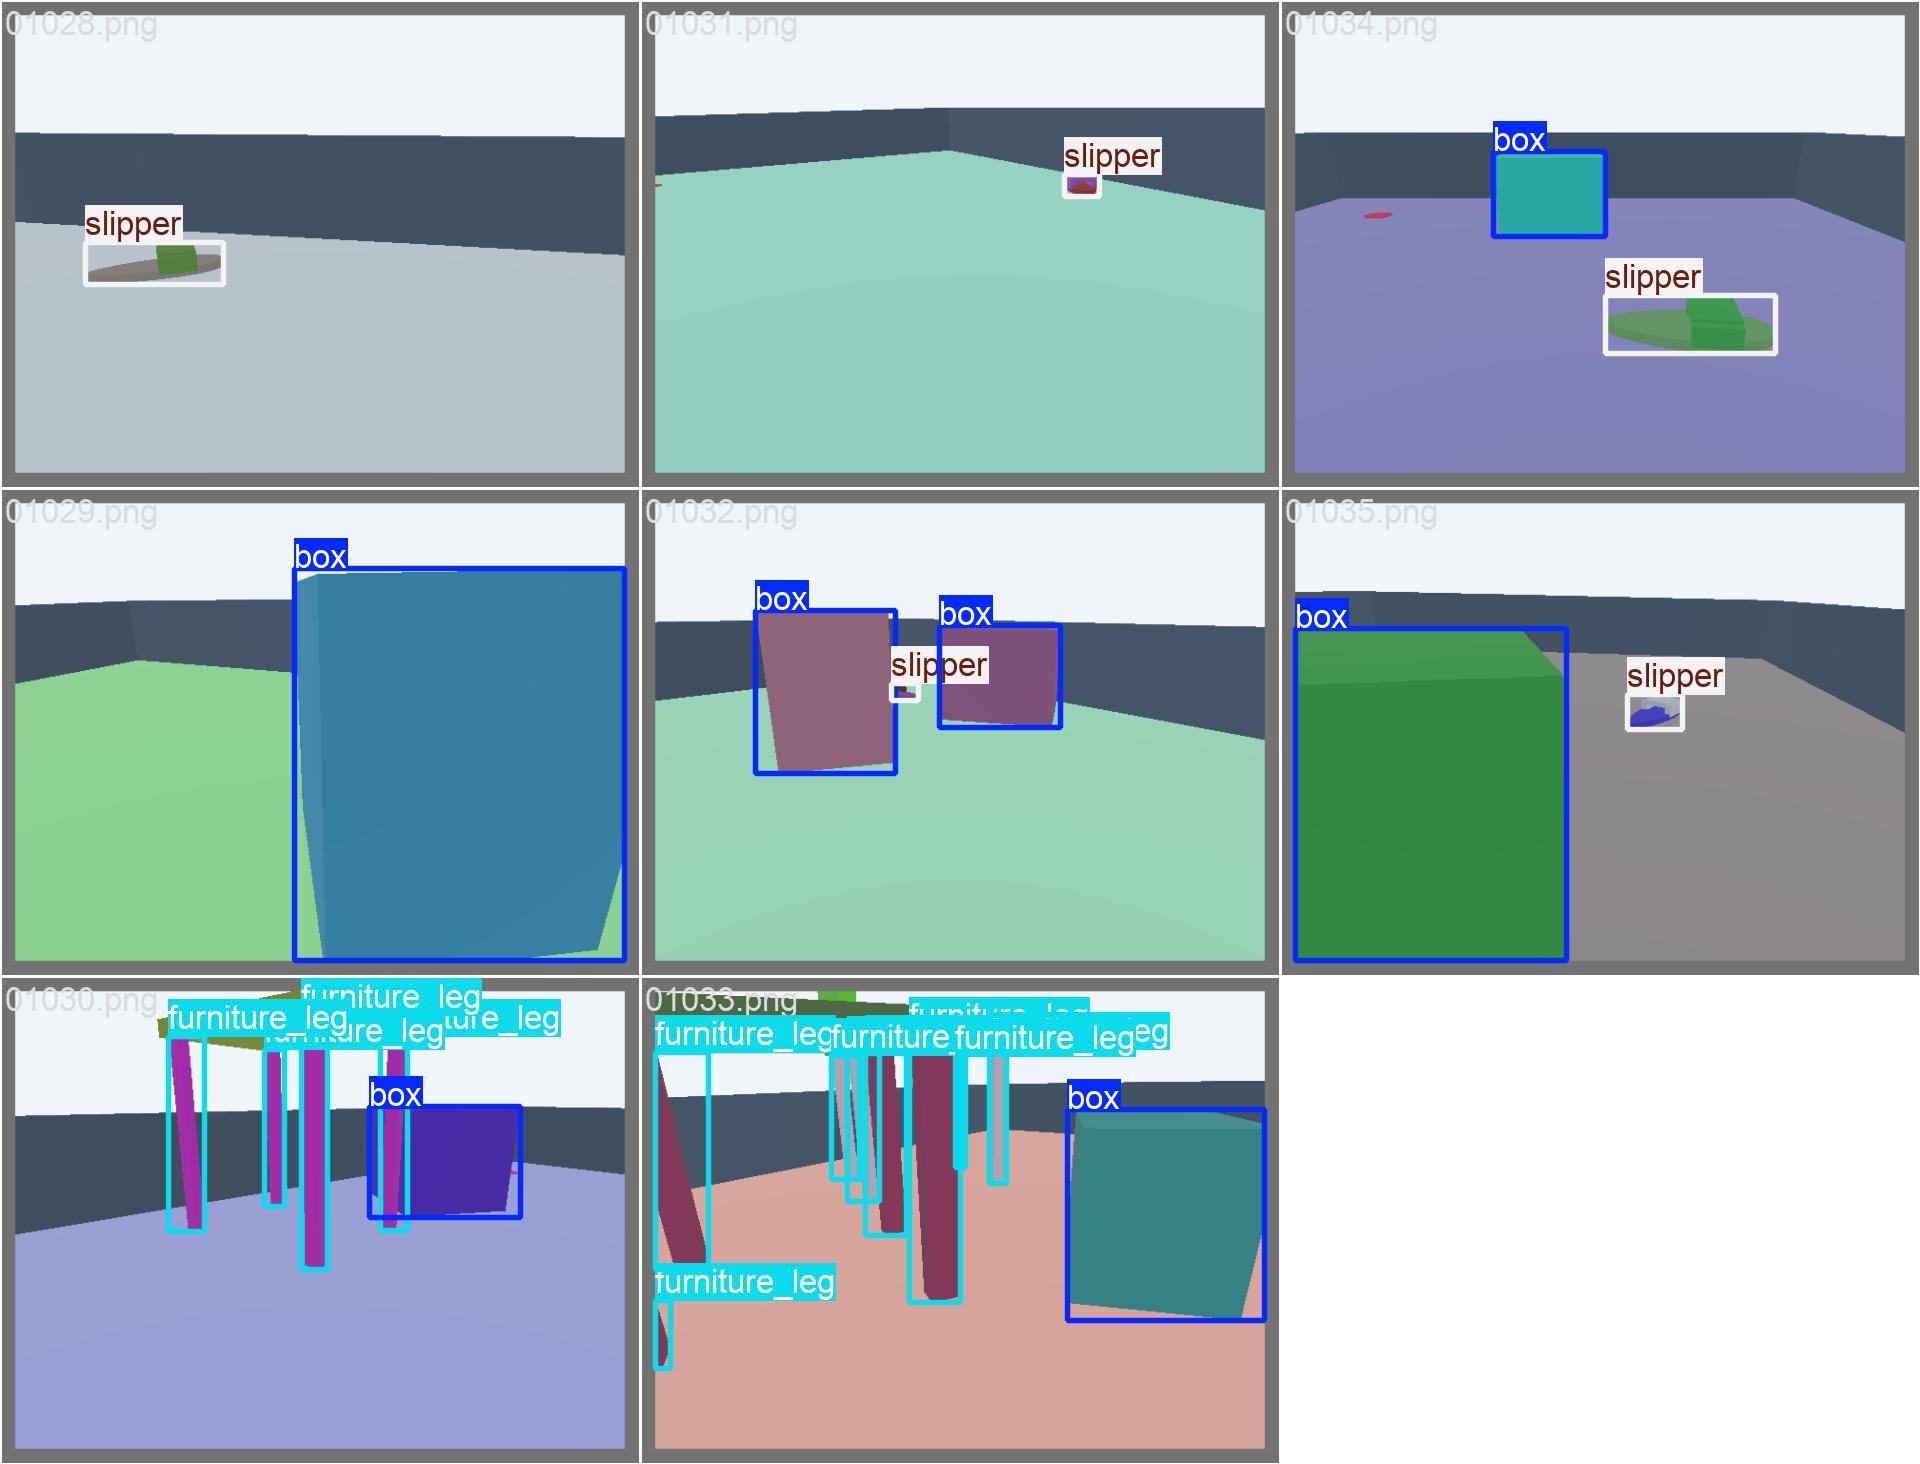 01028.png
slipper
01031.png
slipper
01034.png
box
slipper
01029.png
box
01032.png
box
box
slipper
01035.png
box
slipper
01030.png
furniture_leg
furniture_leg
box
01033.png
furniture_leg
furniture
furniture_leg
box
furniture_leg